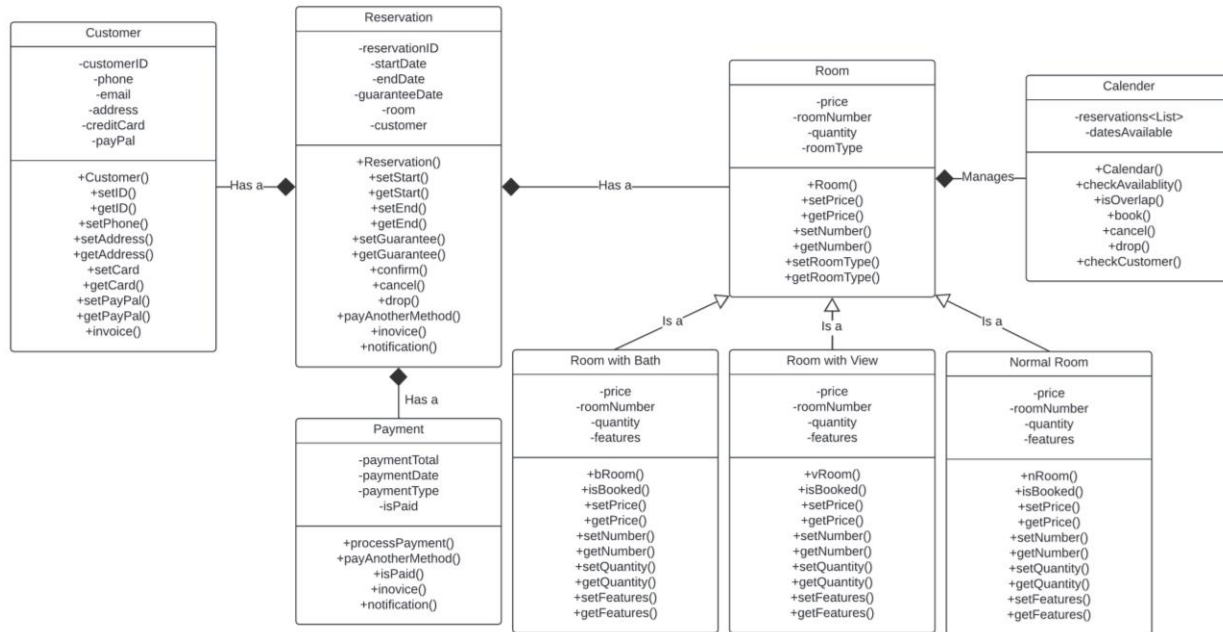 Customer
-customerID
-phone
-email
-address
-creditCard
-payPal
+Customer()
+setID()
+getID()
+setPhone()
+setAddress()
+getAddress()
+setCard
+getCard()
+setPayPal()
+getPayPal()
+invoice()
Has a
Reservation
-reservationID
-startDate
-endDate
-guaranteeDate
-room
-customer
+Reservation()
+setStart()
+getStart()
+setEnd()
+getEnd()
+setGuarantee()
+getGuarantee()
+confirm()
+cancel()
+drop()
+payAnotherMethod()
+inovice()
+notification()
Has a
Has a
Payment
-paymentTotal
-paymentDate
-paymentType
-isPaid
+processPayment()
+payAnotherMethod()
+isPaid()
+inovice()
+notification()
Room
-price
-roomNumber
-quantity
-roomType
+Room()
+setPrice()
+getPrice()
+setNumber()
+getNumber()
+setRoomType()
+getRoomType()
Manages
Calender
-reservations<List>
-datesAvailable
+Calendar()
+checkAvailablity()
+isOverlap()
+book()
+cancel()
+drop()
+checkCustomer()
Is a
Is a
Is a
Room with Bath
-price
-roomNumber
-quantity
-features
+bRoom()
+isBooked()
+setPrice()
+getPrice()
+setNumber()
+getNumber()
+setQuantity()
+getQuantity()
+setFeatures()
+getFeatures()
Room with View
-price
-roomNumber
-quantity
-features
+vRoom()
+isBooked()
+setPrice()
+getPrice()
+setNumber()
+getNumber()
+setQuantity()
+getQuantity()
+setFeatures()
+getFeatures()
Normal Room
-price
-roomNumber
-quantity
-features
+nRoom()
+isBooked()
+setPrice()
+getPrice()
+setNumber()
+getNumber()
+setQuantity()
+getQuantity()
+setFeatures()
+getFeatures()